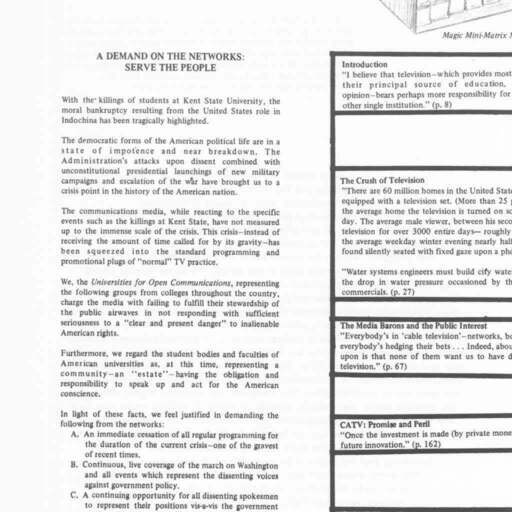 Magic Mini-Matrix
A DEMAND ON THE NETWORKS:
SERVE THE PEOPLE
With the killings of students at Kent State University, the
moral bankruptcy resulting from the United States role in
Indochina has been tragically highlighted.
The democratic forms of the American political life are in a
state of impotence and near breakdown. The
Administration's attacks upon dissent combined with
unconstitutional presidential launchings of new military
campaigns and escalation of the war have brought us to a
crisis point in the history of the American nation.
The communications media, while reacting to the specific
events such as the killings at Kent State, have not measured
up to the immense scale of the crisis. This crisis—instead of
receiving the amount of time called for by its gravity—has
been squeezed into the standard programming and
promotional plugs of "normal" TV practice.
We, the Universities for Open Communications, representing
the following groups from colleges throughout the country,
charge the media with failing to fulfill their stewardship of
the public airwaves in not responding with sufficient
seriousness to a "clear and present danger" to inalienable
American rights.
Furthermore, we regard the student bodies and faculties of
American universities as, at this time, representing a
community—an "estate"—having the obligation and
responsibility to speak up and act for the American
conscience.
In light of these facts, we feel justified in demanding the
following from the networks:
A. An immediate cessation of all regular programming for
the duration of the current crisis—one of the gravest
of recent times.
B. Continuous, live coverage of the march on Washington
and all events which represent the dissenting voices
against government policy.
C. A continuing opportunity for all dissenting spokesmen
to represent their positions vis-a-vis the government
Introduction
"I believe that television—which provides most
their principal source of education,
opinion—bears perhaps more responsibility for
other single institution." (p. 8)
The Crush of Television
"There are 60 million homes in the United State
equipped with a television set. (More than 25
the average home the television is turned on
day. The average male viewer, between his
television for over 3000 entire days— roughly
the average weekday winter evening nearly half
found silently seated with fixed gaze upon a
"Water systems engineers must build city water
the drop in water pressure occasioned by
commercials. (p. 27)
The Media Barons and the Public Interest
"Everybody's in 'cable television'—networks,
everybody's hedging their bets . . . Indeed,
upon is that none of them want us to have
television." (p. 67)
CATV: Promise and Peril
"Once the investment is made (by private
future innovation." (p. 162)